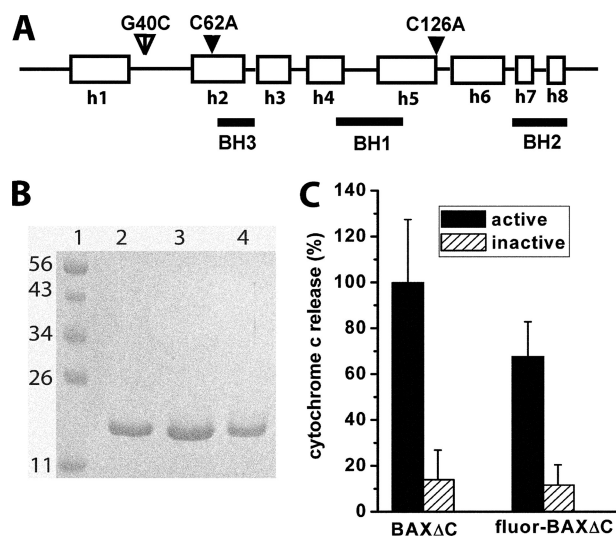 A
G40C C62A C126A
h1 h2 h3 h4 h5 h6 h7 h8
BH3 BH1 BH2
B
1 2 3 4
56
43
34
26
11
C
140
120
100
80
60
40
20
0
cytochrome c release (%)
active
inactive
BAXΔC fluor-BAXΔC